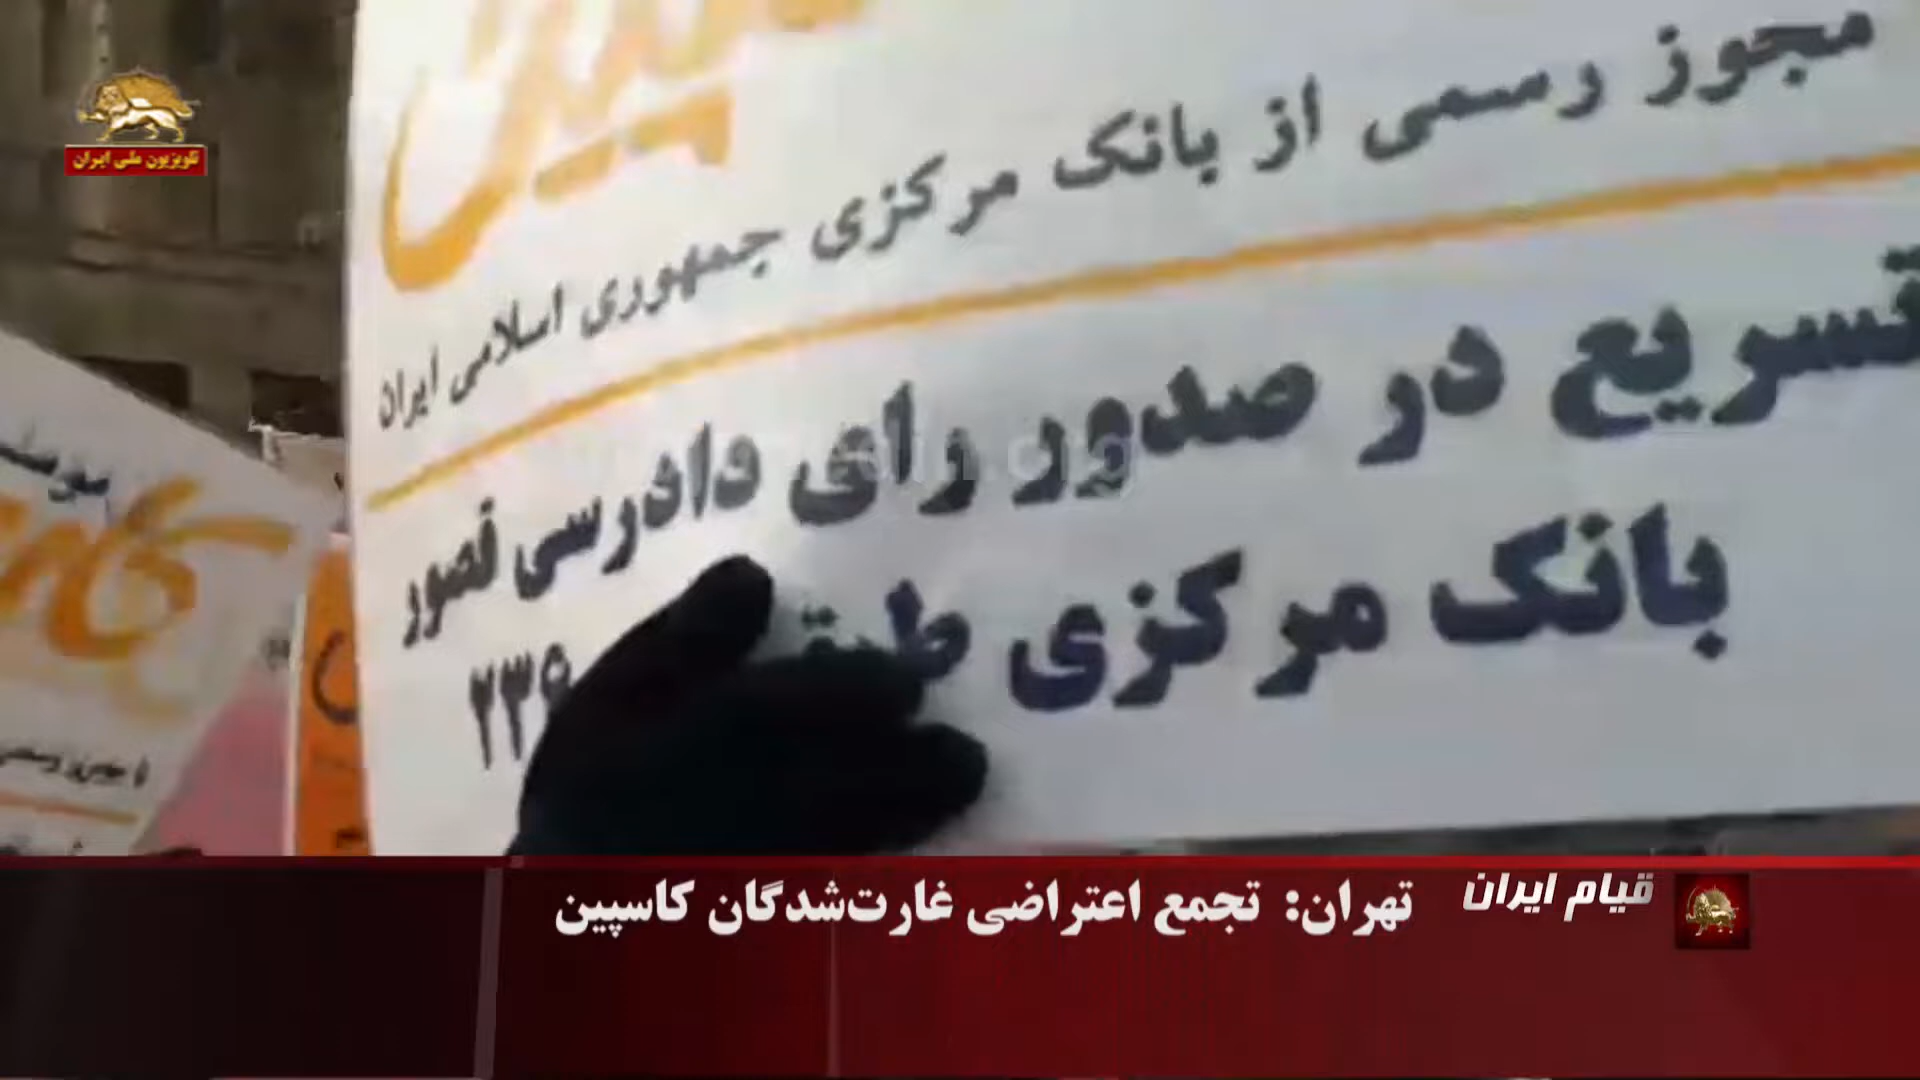 تلویزیون ملی ایران
مجوز رسمی از بانک مرکزی جمهوری اسلامی ایران
تسریع در صدور رای دادرسی قصور
بانک مرکزی طبق
قیام ایران
تهران: تجمع اعتراضی غارت‌شدگان کاسپین